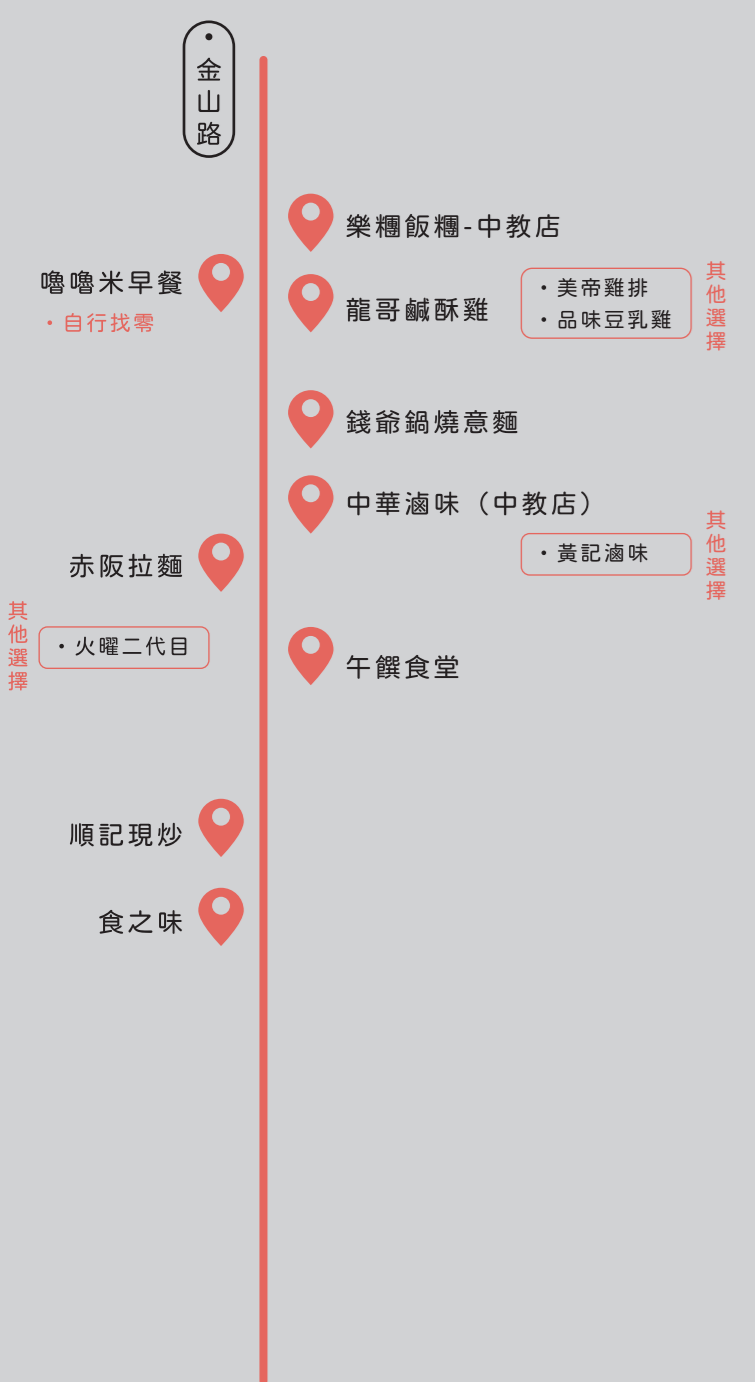 金山路
樂糰飯糰-中教店
嚕嚕米早餐
・自行找零
龍哥鹹酥雞
・美帝雞排
・品味豆乳雞
其他選擇
錢爺鍋燒意麵
中華滷味（中教店）
・黃記滷味
其他選擇
赤阪拉麵
・火曜二代目
其他選擇
午饌食堂
順記現炒
食之味